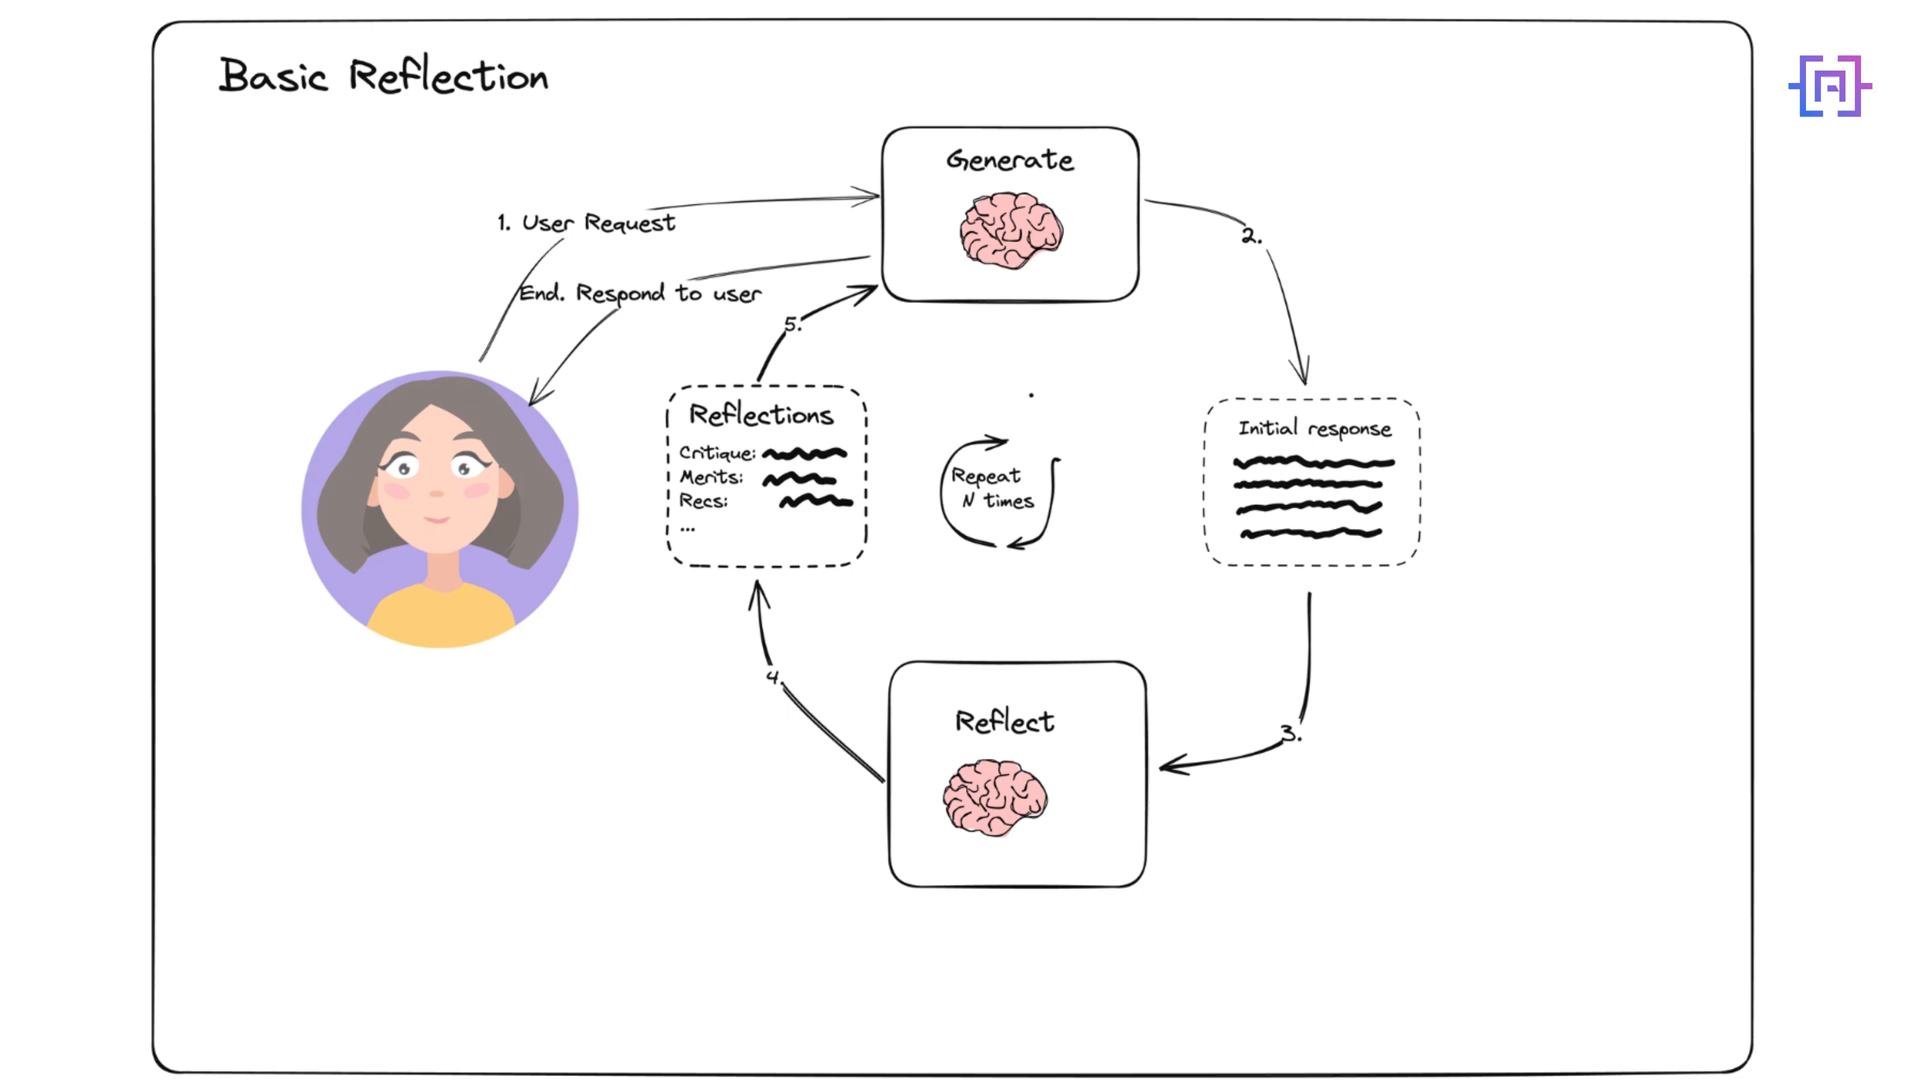 Basic Reflection
Generate
1. User Request
2.
End. Respond to user
5.
Reflections
Critique:
Merits:
Recs:
...
Repeat
N times
Initial response
4.
Reflect
3.